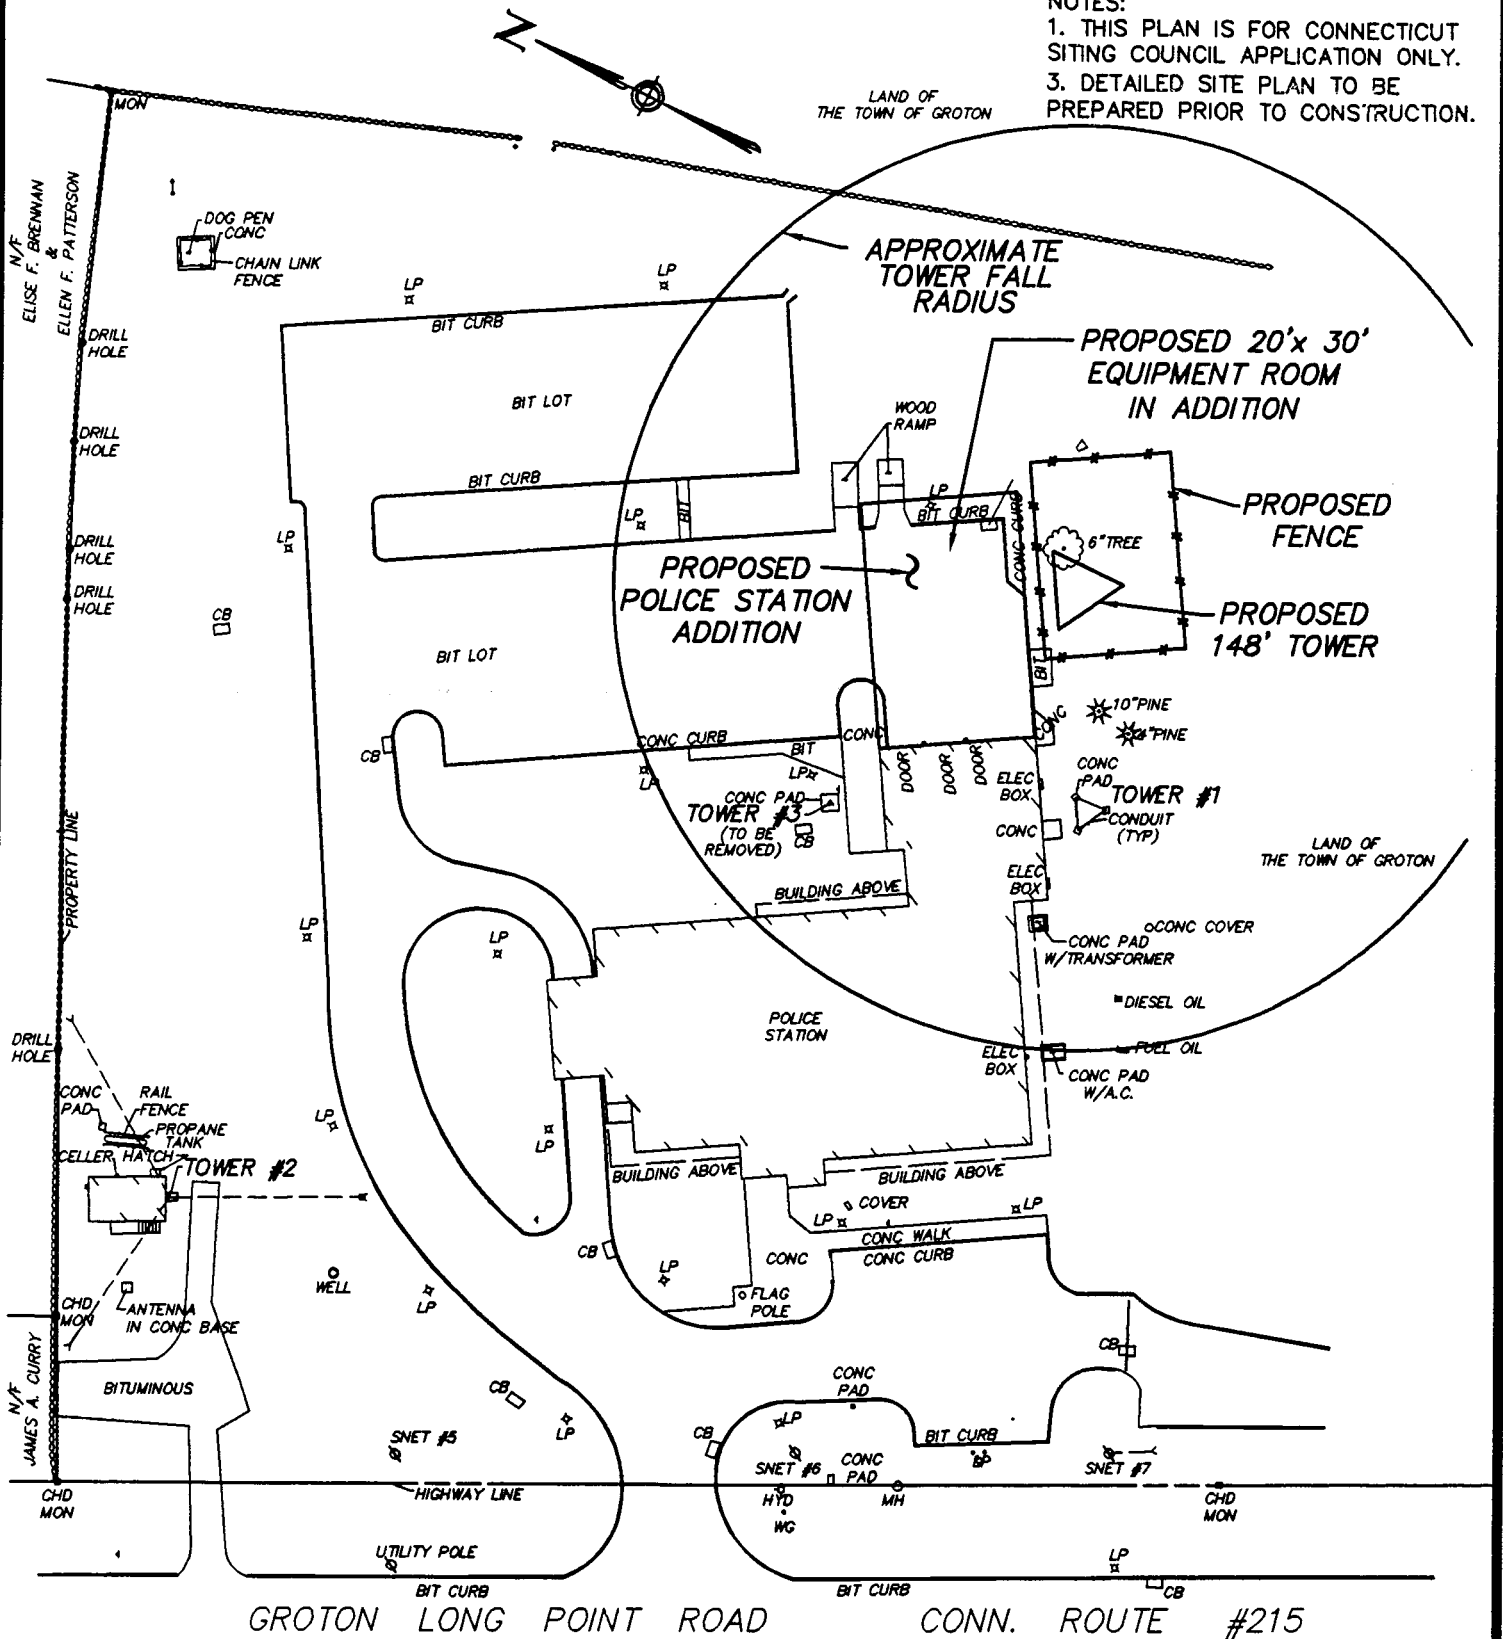 NOTES:
1. THIS PLAN IS FOR CONNECTICUT
SITING COUNCIL APPLICATION ONLY.
3. DETAILED SITE PLAN TO BE
PREPARED PRIOR TO CONSTRUCTION.
N
LAND OF
THE TOWN OF GROTON
MON
N/F
ELISE F. BRENNAN
&
ELLEN F. PATTERSON
DOG PEN
CONC
CHAIN LINK
FENCE
APPROXIMATE
TOWER FALL
RADIUS
LP
LP
BIT CURB
DRILL
HOLE
PROPOSED 20'x 30'
EQUIPMENT ROOM
IN ADDITION
BIT LOT
WOOD
RAMP
DRILL
HOLE
BIT CURB
LP
BIT CURB
CONC CURB
PROPOSED
FENCE
LP
BIT
LP
DRILL
HOLE
6"TREE
PROPOSED
POLICE STATION
ADDITION
DRILL
HOLE
CB
PROPOSED
148' TOWER
BIT LOT
BIT
10"PINE
PINE
CONC
CB
CONC CURB
BIT
CONC
LP
LP
DOOR
DOOR
DOOR
ELEC
BOX
CONC
PAD
TOWER #1
CONDUIT
(TYP)
CONC PAD
TOWER #3
(TO BE
REMOVED)
CB
CONC
PROPERTY LINE
LAND OF
THE TOWN OF GROTON
ELEC
BOX
BUILDING ABOVE
LP
LP
CONC COVER
CONC PAD
W/TRANSFORMER
DIESEL OIL
POLICE
STATION
DRILL
HOLE
ELEC
BOX
FUEL OIL
CONC PAD
W/A.C.
CONC
PAD
RAIL
FENCE
PROPANE
TANK
LP
LP
CELLER HATCH
TOWER #2
BUILDING ABOVE
BUILDING ABOVE
COVER
LP
LP
CONC WALK
CONC CURB
CB
CONC
LP
WELL
LP
FLAG
POLE
CHD
MON
ANTENNA
IN CONC BASE
N/F
JAMES A. CURRY
CB
BITUMINOUS
CB
CONC
PAD
LP
LP
CB
BIT CURB
SNET #5
SNET #6
CONC
PAD
BP
SNET #7
CHD
MON
HIGHWAY LINE
HYD
WG
MH
CHD
MON
UTILITY POLE
LP
BIT CURB
BIT CURB
CB
GROTON LONG POINT ROAD CONN. ROUTE #215